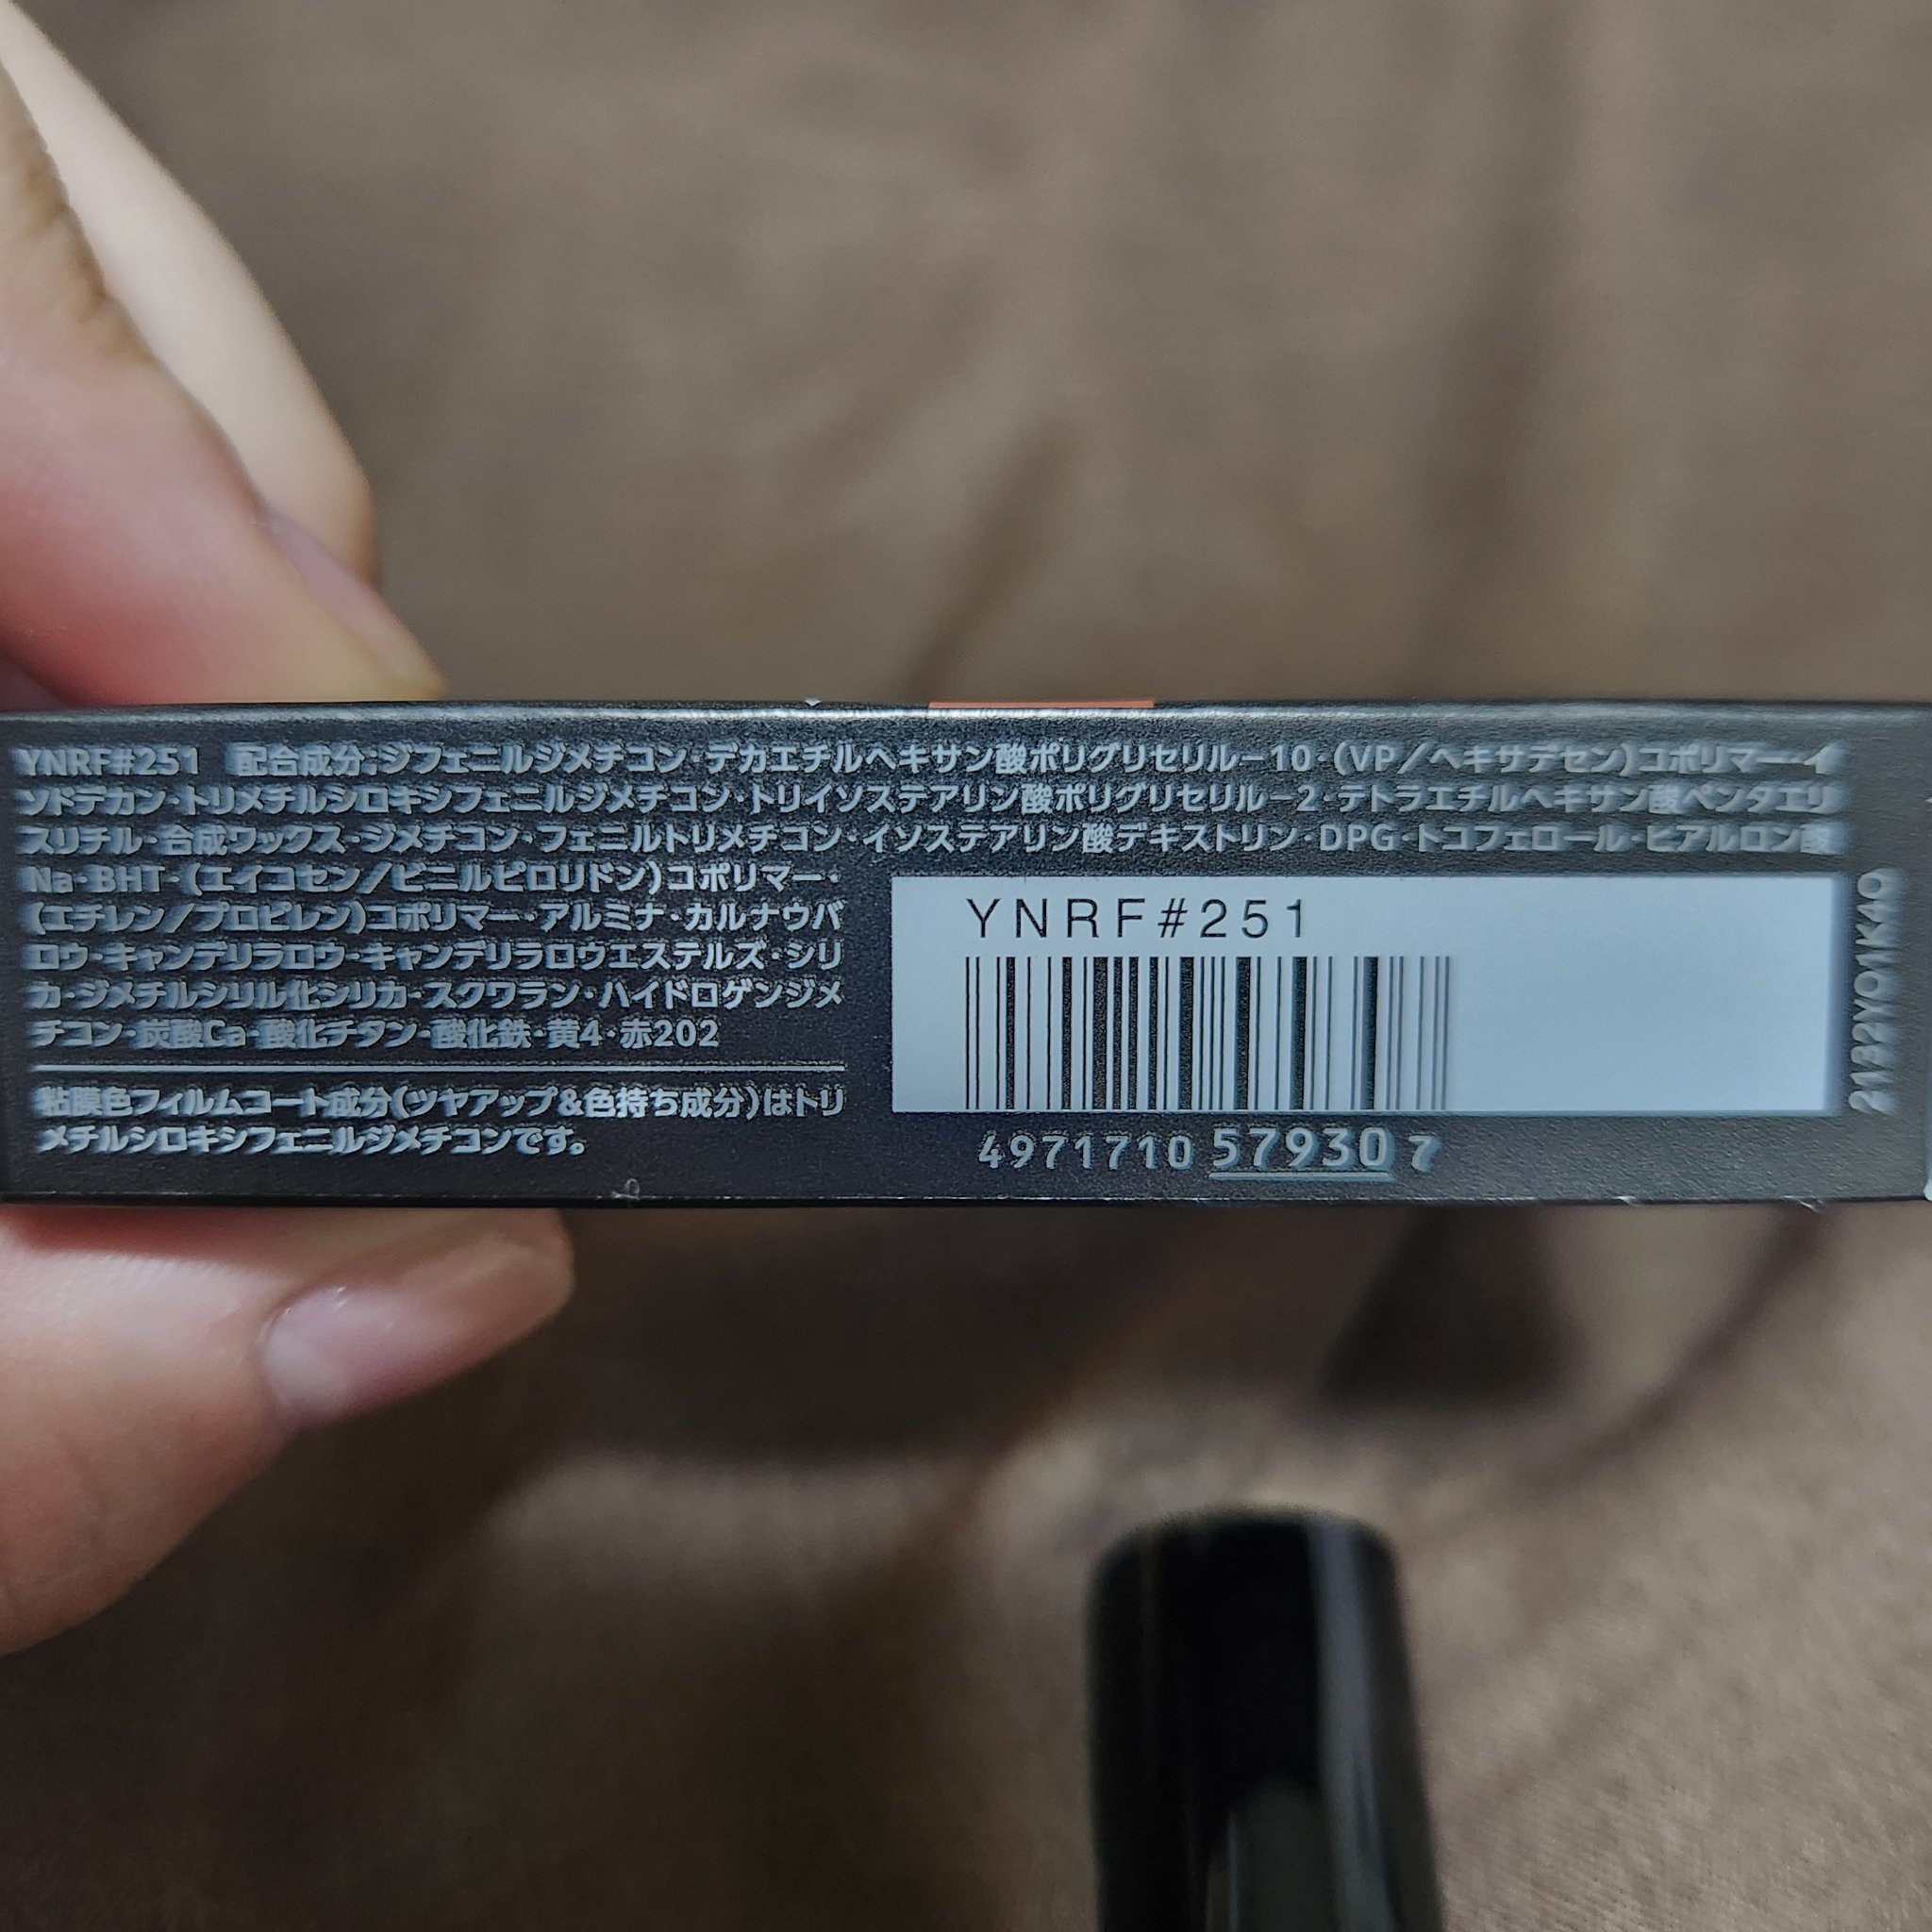 YNRF#251 配合成分:ジフェニルジメチコン・デカエチルヘキサン酸ポリグリセリル－10・(VP／ヘキサデセン)コポリマー・イ
ソドデカン・トリメチルシロキシフェニルジメチコン・トリイソステアリン酸ポリグリセリル－2・テトラエチルヘキサン酸ペンタエリ
スリチル・合成ワックス・ジメチコン・フェニルトリメチコン・イソステアリン酸デキストリン・DPG・トコフェロール・ヒアルロン酸
Na・BHT・(エイコセン／ビニルピロリドン)コポリマー・
(エチレン／プロピレン)コポリマー・アルミナ・カルナウバ
ロウ・キャンデリラロウ・キャンデリラロウエステルズ・シリ
カ・ジメチルシリル化シリカ・スクワラン・ハイドロゲンジメ
チコン・炭酸Ca・酸化チタン・酸化鉄・黄4・赤202
粘膜色フィルムコート成分(ツヤアップ&色持ち成分)はトリ
メチルシロキシフェニルジメチコンです。
YNRF#251
4971710 57930 7
2132Y01K40